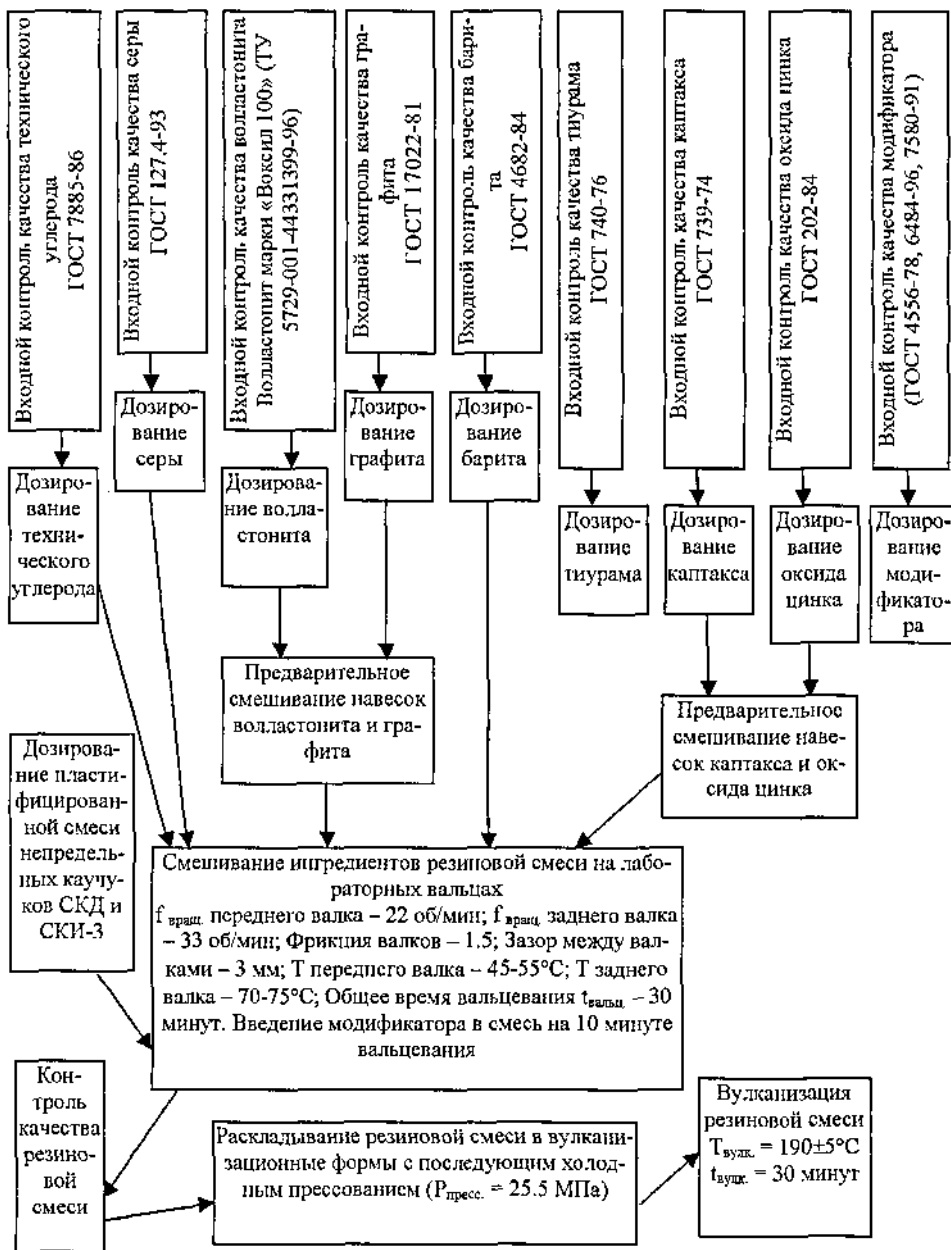 Входной контроль качества технического
углерода
ГОСТ 7885-86
Входной контроль качества серы
ГОСТ 127.4-93
Входной контроль качества волластонита
Волластонит марки «Воксил 100» (ТУ
5729-001-44331399-96)
Входной контроль качества гра-
фита
ГОСТ 17022-81
Входной контроль качества бари-
та
ГОСТ 4682-84
Входной контроль качества тиурама
ГОСТ 740-76
Входной контроль качества каптакса
ГОСТ 739-74
Входной контроль качества оксида цинка
ГОСТ 202-84
Входной контроль качества модификатора
(ГОСТ 4556-78, 6484-96, 7580-91)
Дозиро-
вание
техни-
ческого
углерода
Дозиро-
вание
серы
Дозирова-
ние волла-
стонита
Дозиро-
вание
графита
Дозиро-
вание
барита
Дозиро-
вание
тиурама
Дозиро-
вание
каптакса
Дозиро-
вание
оксида
цинка
Дозиро-
вание
моди-
фикато-
ра
Предварительное
смешивание навесок
волластонита и гра-
фита
Предварительное
смешивание наве-
сок каптакса и ок-
сида цинка
Дозирова-
ние пласти-
фицирован-
ной смеси
непредель-
ных каучу-
ков СКД и
СКИ-3
Смешивание ингредиентов резиновой смеси на лабо-
раторных вальцах
f вращ. переднего валка – 22 об/мин; f вращ. заднего валка
– 33 об/мин; Фрикция валков – 1.5; Зазор между вал-
ками – 3 мм; Т переднего валка – 45-55°С; Т заднего
валка – 70-75°С; Общее время вальцевания tвальц. – 30
минут. Введение модификатора в смесь на 10 минуте
вальцевания
Кон-
троль
качества
резино-
вой
смеси
Раскладывание резиновой смеси в вулкани-
зационные формы с последующим холод-
ным прессованием (Рпресс. = 25.5 МПа)
Вулканизация
резиновой смеси
Твулк. = 190±5°С
tвулк. = 30 минут